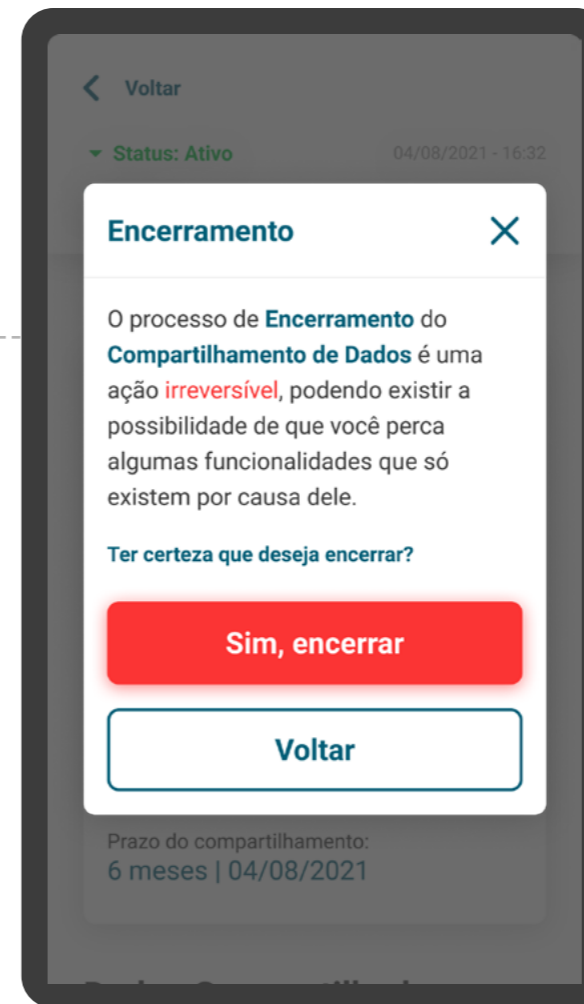 Voltar
Status: Ativo 04/08/2021 - 16:32
Encerramento
O processo de Encerramento do
Compartilhamento de Dados é uma
ação irreversível, podendo existir a
possibilidade de que você perca
algumas funcionalidades que só
existem por causa dele.
Ter certeza que deseja encerrar?
Sim, encerrar
Voltar
Prazo do compartilhamento:
6 meses | 04/08/2021